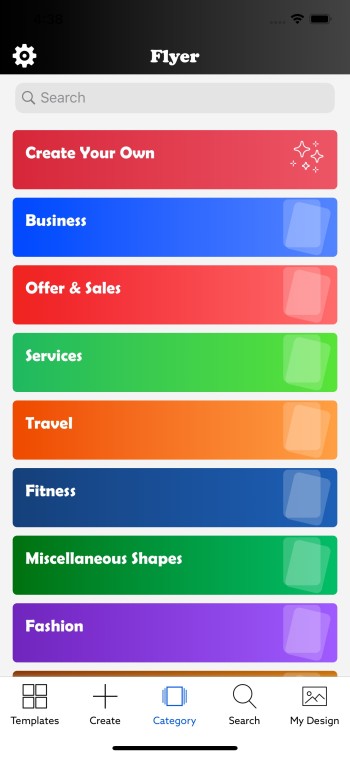 Flyer
Search
Create Your Own
Business
Offer & Sales
Services
Travel
Fitness
Miscellaneous Shapes
Fashion
Templates
Create
Category
Search
My Design